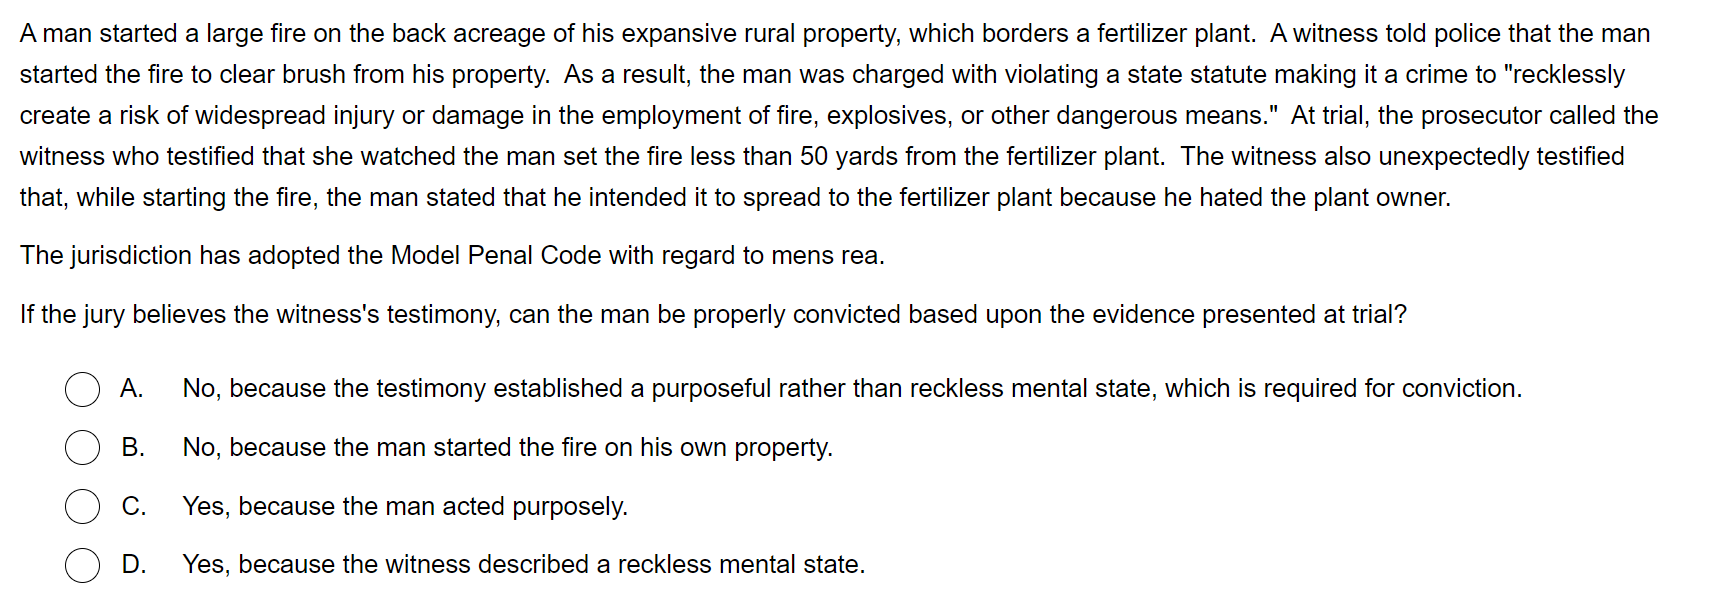 A man started a large fire on the back acreage of his expansive rural property, which borders a fertilizer plant.  A witness told police that the man
started the fire to clear brush from his property.  As a result, the man was charged with violating a state statute making it a crime to "recklessly
create a risk of widespread injury or damage in the employment of fire, explosives, or other dangerous means."  At trial, the prosecutor called the
witness who testified that she watched the man set the fire less than 50 yards from the fertilizer plant.  The witness also unexpectedly testified
that, while starting the fire, the man stated that he intended it to spread to the fertilizer plant because he hated the plant owner.
The jurisdiction has adopted the Model Penal Code with regard to mens rea.
If the jury believes the witness's testimony, can the man be properly convicted based upon the evidence presented at trial?
A. No, because the testimony established a purposeful rather than reckless mental state, which is required for conviction.
B. No, because the man started the fire on his own property.
C. Yes, because the man acted purposely.
D. Yes, because the witness described a reckless mental state.